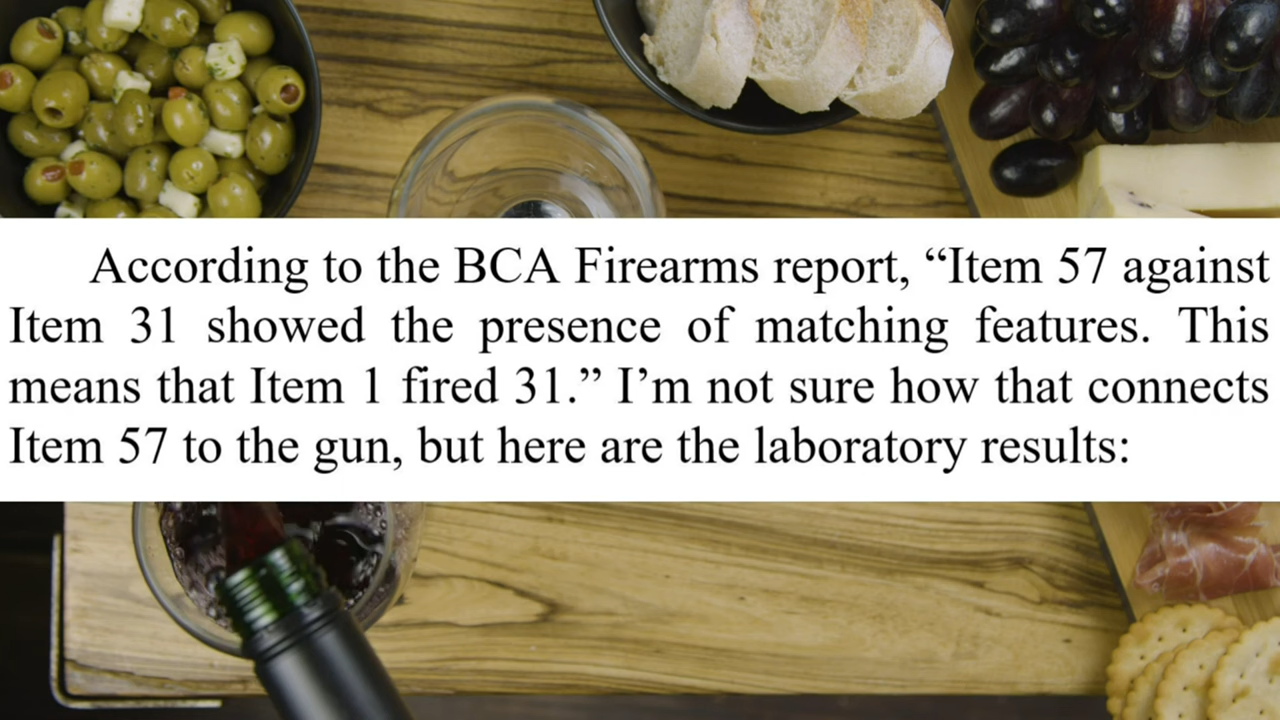 According to the BCA Firearms report, “Item 57 against
Item 31 showed the presence of matching features. This
means that Item 1 fired 31.” I’m not sure how that connects
Item 57 to the gun, but here are the laboratory results: